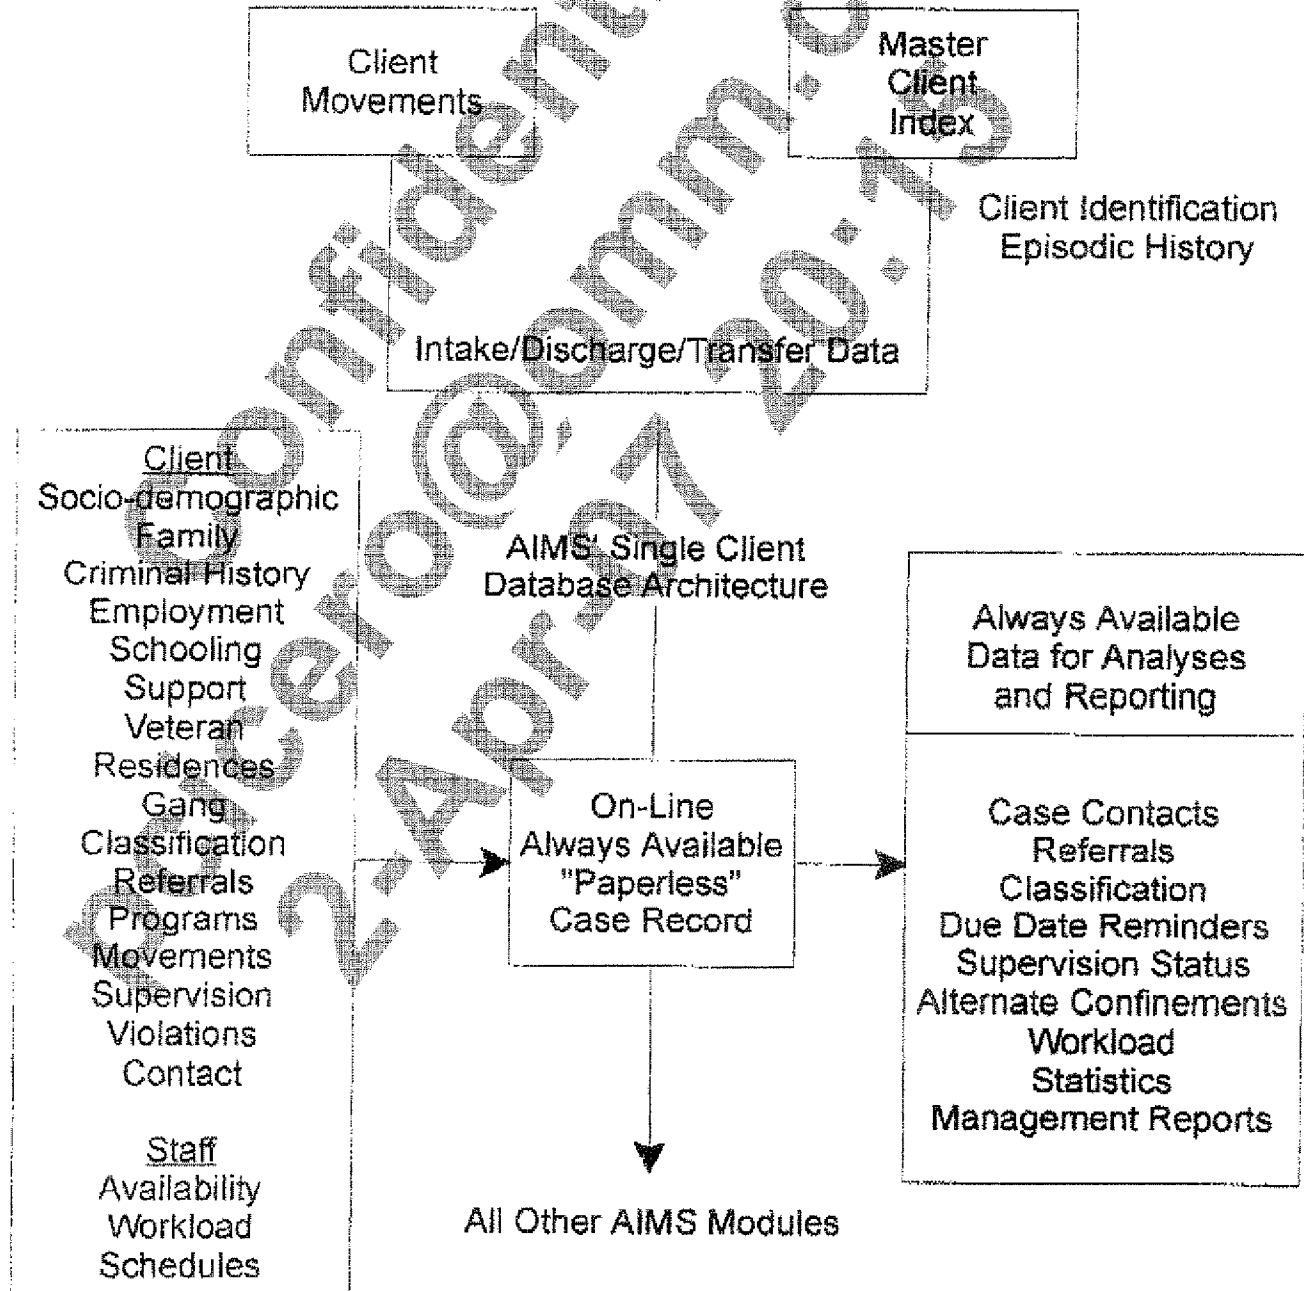 Client
Movements
Master
Client
Index
Client Identification
Episodic History
Intake/Discharge/Transfer Data
Client
Socio-demographic
Family
Criminal History
Employment
Schooling
Support
Veteran
Residences
Gang
Classification
Referrals
Programs
Movements
Supervision
Violations
Contact
Staff
Availability
Workload
Schedules
AIMS' Single Client
Database Architecture
On-Line
Always Available
"Paperless"
Case Record
All Other AIMS Modules
Always Available
Data for Analyses
and Reporting
Case Contacts
Referrals
Classification
Due Date Reminders
Supervision Status
Alternate Confinements
Workload
Statistics
Management Reports